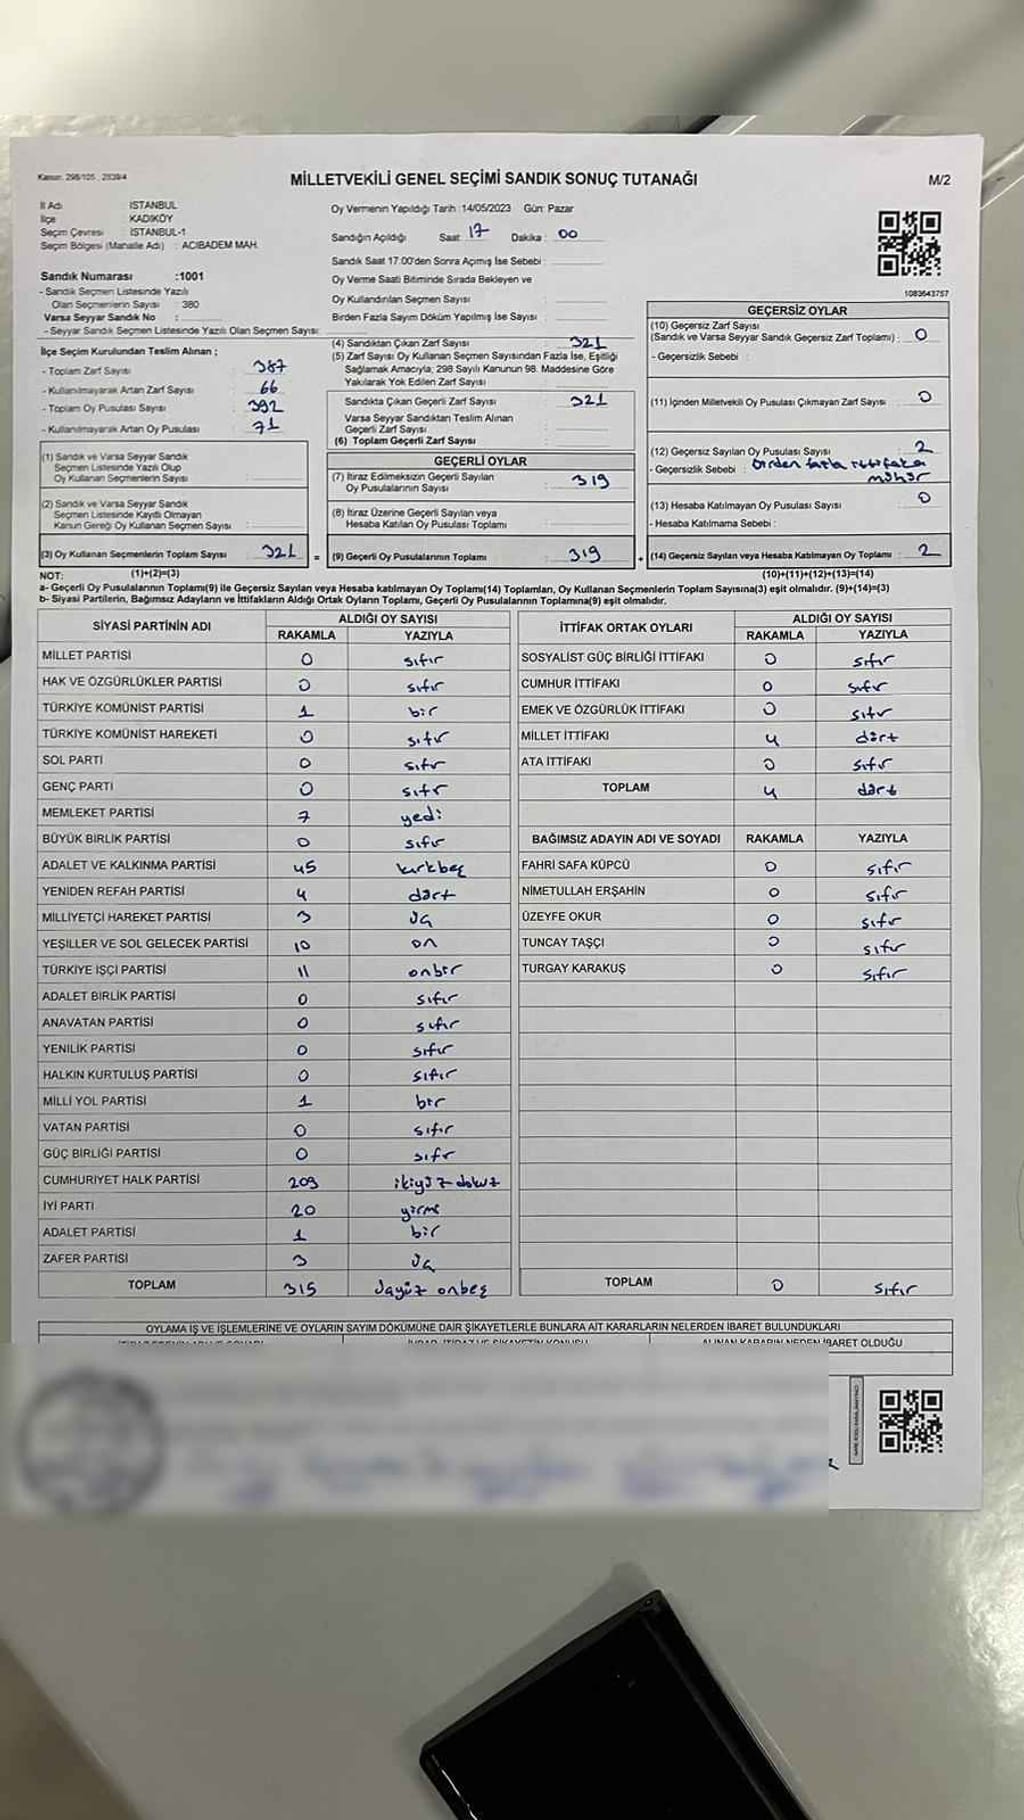 Kanun: 298/105, 2839/4
MİLLETVEKİLİ GENEL SEÇİMİ SANDIK SONUÇ TUTANAĞI
M/2
İl Adı : İSTANBUL
İlçe : KADIKÖY
Seçim Çevresi : İSTANBUL-1
Seçim Bölgesi (Mahalle Adı) : ACIBADEM MAH.
Oy Vermenin Yapıldığı Tarih :14/05/2023 Gün: Pazar
Sandığın Açıldığı Saat : 17 Dakika : 00
Sandık Saat 17.00'den Sonra Açımış İse Sebebi :
Oy Verme Saati Bitiminde Sırada Bekleyen ve
Oy Kullandırılan Seçmen Sayısı :
Birden Fazla Sayım Döküm Yapılmış İse Sayısı :
Sandık Numarası :1001
- Sandık Seçmen Listesinde Yazılı
Olan Seçmenlerin Sayısı : 380
Varsa Seyyar Sandık No :
- Seyyar Sandık Seçmen Listesinde Yazılı Olan Seçmen Sayısı:
1083643757
İlçe Seçim Kurulundan Teslim Alınan ;
- Toplam Zarf Sayısı : 387
- Kullanılmayarak Artan Zarf Sayısı : 66
- Toplam Oy Pusulası Sayısı : 392
- Kullanılmayarak Artan Oy Pusulası : 71
(1) Sandık ve Varsa Seyyar Sandık
Seçmen Listesinde Yazılı Olup
Oy Kullanan Seçmenlerin Sayısı :
(2) Sandık ve Varsa Seyyar Sandık
Seçmen Listesinde Kayıtlı Olmayan
Kanun Gereği Oy Kullanan Seçmen Sayısı :
(3) Oy Kullanan Seçmenlerin Toplam Sayısı : 321
(1)+(2)=(3)
(4) Sandıktan Çıkan Zarf Sayısı : 321
(5) Zarf Sayısı Oy Kullanan Seçmen Sayısından Fazla İse, Eşitliği
Sağlamak Amacıyla; 298 Sayılı Kanunun 98. Maddesine Göre
Yakılarak Yok Edilen Zarf Sayısı :
Sandıkta Çıkan Geçerli Zarf Sayısı : 321
Varsa Seyyar Sandıktan Teslim Alınan
Geçerli Zarf Sayısı :
(6) Toplam Geçerli Zarf Sayısı :
GEÇERLİ OYLAR
(7) İtiraz Edilmeksizin Geçerli Sayılan
Oy Pusulalarının Sayısı : 319
(8) İtiraz Üzerine Geçerli Sayılan veya
Hesaba Katılan Oy Pusulası Toplamı :
= (9) Geçerli Oy Pusulalarının Toplamı : 319
GEÇERSİZ OYLAR
(10) Geçersiz Zarf Sayısı
(Sandık ve Varsa Seyyar Sandık Geçersiz Zarf Toplamı) : 0
- Geçersizlik Sebebi :
(11) İçinden Milletvekili Oy Pusulası Çıkmayan Zarf Sayısı : 0
(12) Geçersiz Sayılan Oy Pusulası Sayısı : 2
- Geçersizlik Sebebi : birden fazla ittifaka
mühür
(13) Hesaba Katılmayan Oy Pusulası Sayısı : 0
- Hesaba Katılmama Sebebi :
+ (14) Geçersiz Sayılan veya Hesaba Katılmayan Oy Toplamı : 2
(10)+(11)+(12)+(13)=(14)
NOT:
a- Geçerli Oy Pusulalarının Toplamı(9) ile Geçersiz Sayılan veya Hesaba katılmayan Oy Toplamı(14) Toplamları, Oy Kullanan Seçmenlerin Toplam Sayısına(3) eşit olmalıdır. (9)+(14)=(3)
b- Siyasi Partilerin, Bağımsız Adayların ve İttifakların Aldığı Ortak Oyların Toplamı, Geçerli Oy Pusulalarının Toplamına(9) eşit olmalıdır.
SİYASİ PARTİNİN ADI ALDIĞI OY SAYISI
RAKAMLA YAZIYLA
MİLLET PARTİSİ 0 sıfır
HAK VE ÖZGÜRLÜKLER PARTİSİ 0 sıfır
TÜRKİYE KOMÜNİST PARTİSİ 1 bir
TÜRKİYE KOMÜNİST HAREKETİ 0 sıfır
SOL PARTİ 0 sıfır
GENÇ PARTİ 0 sıfır
MEMLEKET PARTİSİ 7 yedi
BÜYÜK BİRLİK PARTİSİ 0 sıfır
ADALET VE KALKINMA PARTİSİ 45 kırkbeş
YENİDEN REFAH PARTİSİ 4 dört
MİLLİYETÇİ HAREKET PARTİSİ 3 üç
YEŞİLLER VE SOL GELECEK PARTİSİ 10 on
TÜRKİYE İŞÇİ PARTİSİ 11 onbir
ADALET BİRLİK PARTİSİ 0 sıfır
ANAVATAN PARTİSİ 0 sıfır
YENİLİK PARTİSİ 0 sıfır
HALKIN KURTULUŞ PARTİSİ 0 sıfır
MİLLİ YOL PARTİSİ 1 bir
VATAN PARTİSİ 0 sıfır
GÜÇ BİRLİĞİ PARTİSİ 0 sıfır
CUMHURİYET HALK PARTİSİ 209 ikiyüz dokuz
İYİ PARTİ 20 yirmi
ADALET PARTİSİ 1 bir
ZAFER PARTİSİ 3 üç
TOPLAM 315 üçyüz onbeş
İTTİFAK ORTAK OYLARI ALDIĞI OY SAYISI
RAKAMLA YAZIYLA
SOSYALİST GÜÇ BİRLİĞİ İTTİFAKI 0 sıfır
CUMHUR İTTİFAKI 0 sıfır
EMEK VE ÖZGÜRLÜK İTTİFAKI 0 sıfır
MİLLET İTTİFAKI 4 dört
ATA İTTİFAKI 0 sıfır
TOPLAM 4 dört
BAĞIMSIZ ADAYIN ADI VE SOYADI RAKAMLA YAZIYLA
FAHRİ SAFA KÜPCÜ 0 sıfır
NİMETULLAH ERŞAHİN 0 sıfır
ÜZEYFE OKUR 0 sıfır
TUNCAY TAŞÇI 0 sıfır
TURGAY KARAKUŞ 0 sıfır
TOPLAM 0 sıfır
OYLAMA İŞ VE İŞLEMLERİNE VE OYLARIN SAYIM DÖKÜMÜNE DAİR ŞİKAYETLERLE BUNLARA AİT KARARLARIN NELERDEN İBARET BULUNDUKLARI
ALINAN KARARIN NEDEN İBARET OLDUĞU